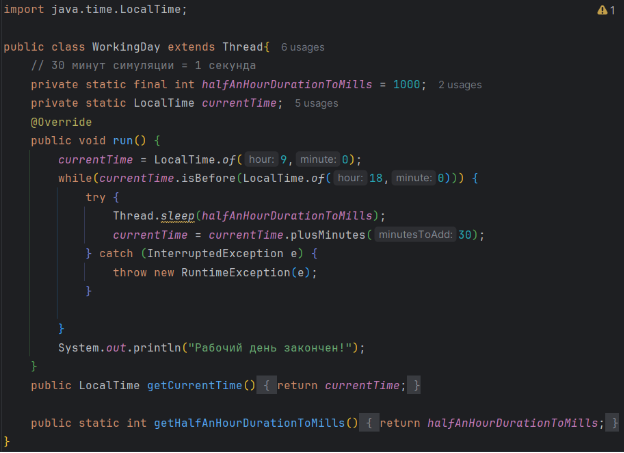 import java.time.LocalTime;
1
public class WorkingDay extends Thread{ 6 usages
// 30 минут симуляции = 1 секунда
private static final int halfAnHourDurationToMills = 1000; 2 usages
private static LocalTime currentTime; 5 usages
@Override
public void run() {
currentTime = LocalTime.of( hour: 9, minute: 0);
while(currentTime.isBefore(LocalTime.of( hour: 18, minute: 0))) {
try {
Thread.sleep(halfAnHourDurationToMills);
currentTime = currentTime.plusMinutes( minutesToAdd: 30);
} catch (InterruptedException e) {
throw new RuntimeException(e);
}
}
System.out.println("Рабочий день закончен!");
}
public LocalTime getCurrentTime() { return currentTime; }
public static int getHalfAnHourDurationToMills() { return halfAnHourDurationToMills; }
}